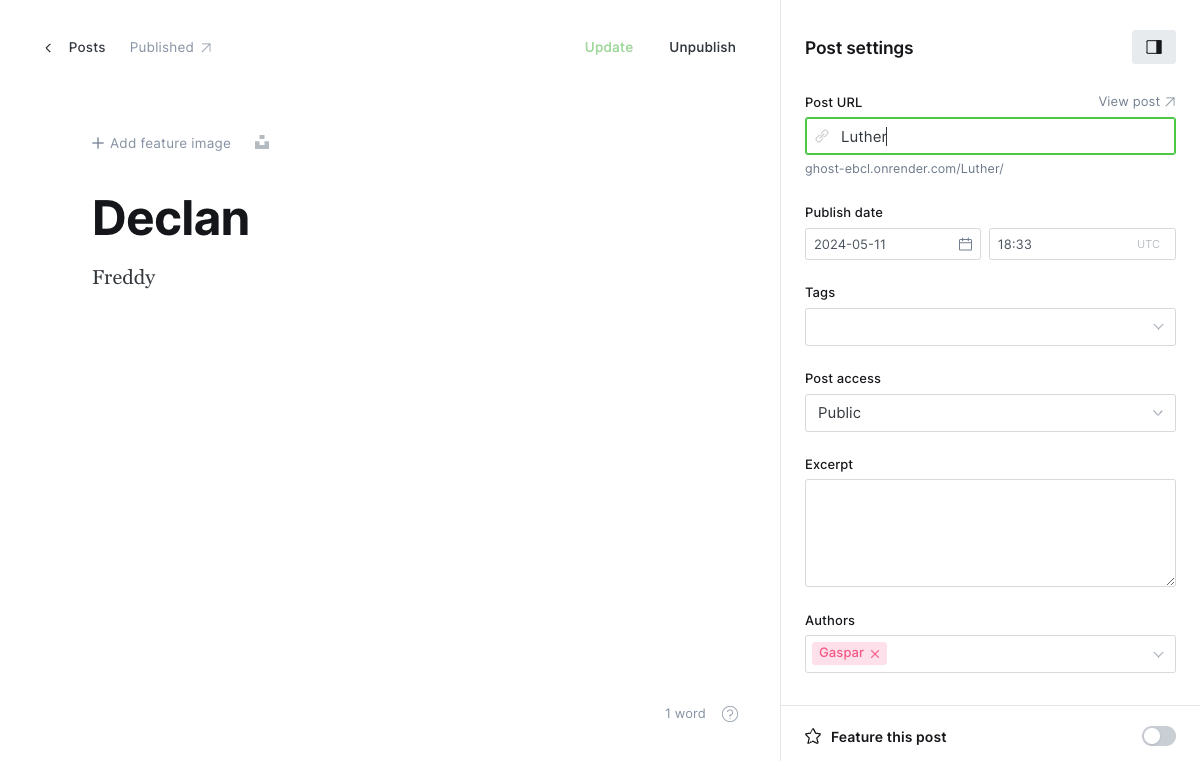 Posts Published Update Unpublish
Add feature image
Declan
Freddy
1 word
Post settings
Post URL View post
Luther
ghost-ebcl.onrender.com/Luther/
Publish date
2024-05-11 18:33 UTC
Tags
Post access
Public
Excerpt
Authors
Gaspar
Feature this post